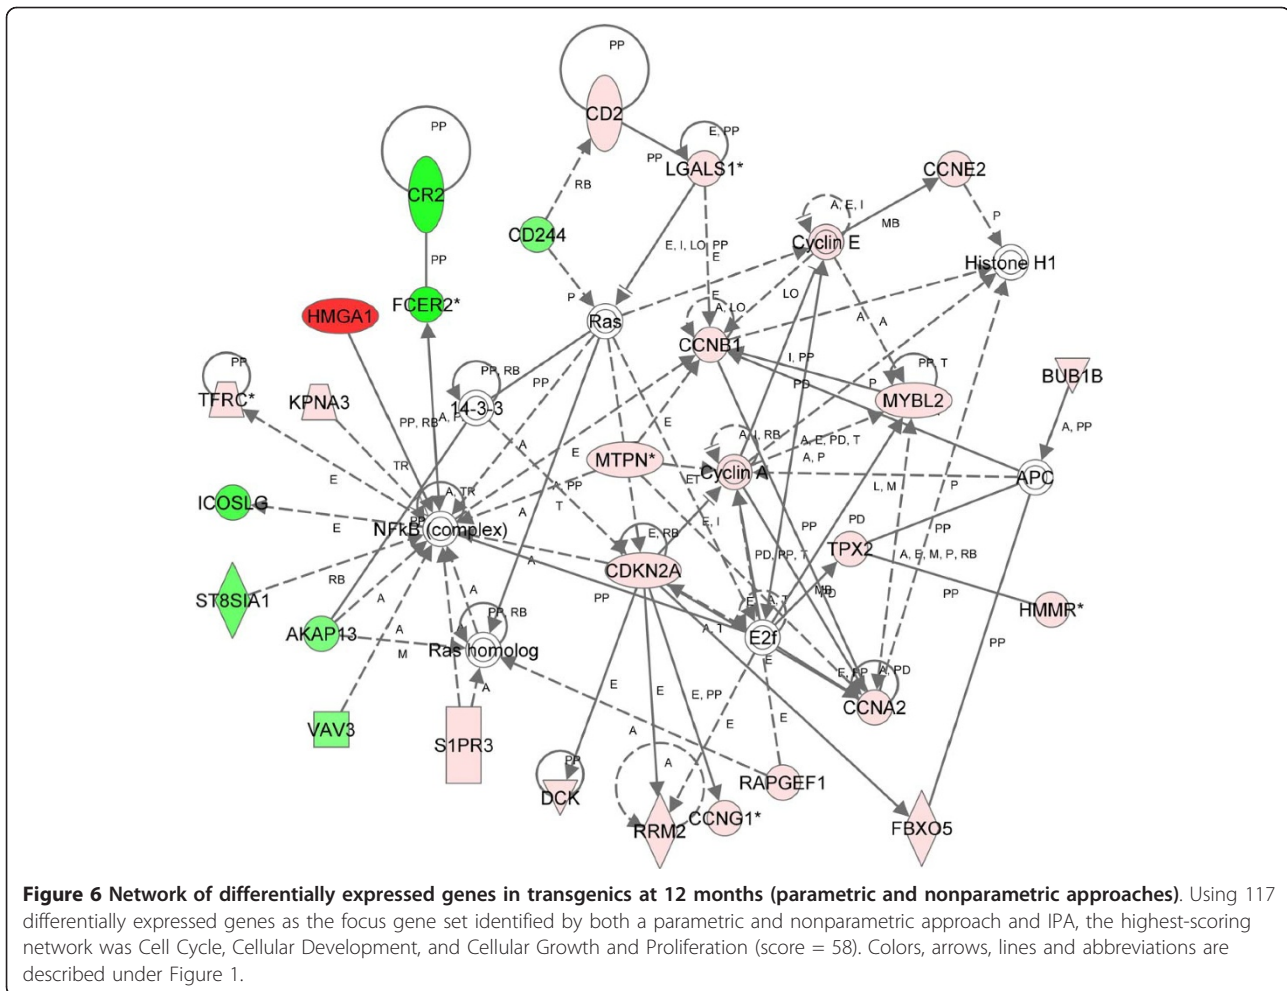 PP
CD2
PP
E, PP
PP
LGALS1*
CCNE2
CR2
RB
A, E, I
MB
P
CD244
Cyclin E
PP
E, I, LO, PP
E
Histone H1
P
LO
FCER2*
E
A, LO
HMGA1
Ras
A
A
CCNB1
I, PP
PP
PP, RB
PP
PD
P
PP, T
BUB1B
TFRC*
KPNA3
14-3-3
MYBL2
PP, RB
E
A, PP
A
A, I, RB
A, E, PD, T
A, P
E
MTPN*
TR
Cyclin A
APC
E
A, TR
PP
L, M
P
ICOSLG
T
A
E, I
PP
PD
PP
E
NFkB (complex)
E, RB
TPX2
PD, PP, T
A, E, M, P, RB
RB
A
CDKN2A
PP
ST8SIA1
A
A
PP
E
A, T
MB
HMMR*
AKAP13
A
M
PP, RB
A, T
E2f
PP
Ras homolog
E
A
E
E
E, PP
E, PP
A, PD
CCNA2
VAV3
S1PR3
A
E
E
PP
A
RAPGEF1
DCK
RRM2
CCNG1*
FBXO5
Figure 6 Network of differentially expressed genes in transgenics at 12 months (parametric and nonparametric approaches). Using 117
differentially expressed genes as the focus gene set identified by both a parametric and nonparametric approach and IPA, the highest-scoring
network was Cell Cycle, Cellular Development, and Cellular Growth and Proliferation (score = 58). Colors, arrows, lines and abbreviations are
described under Figure 1.